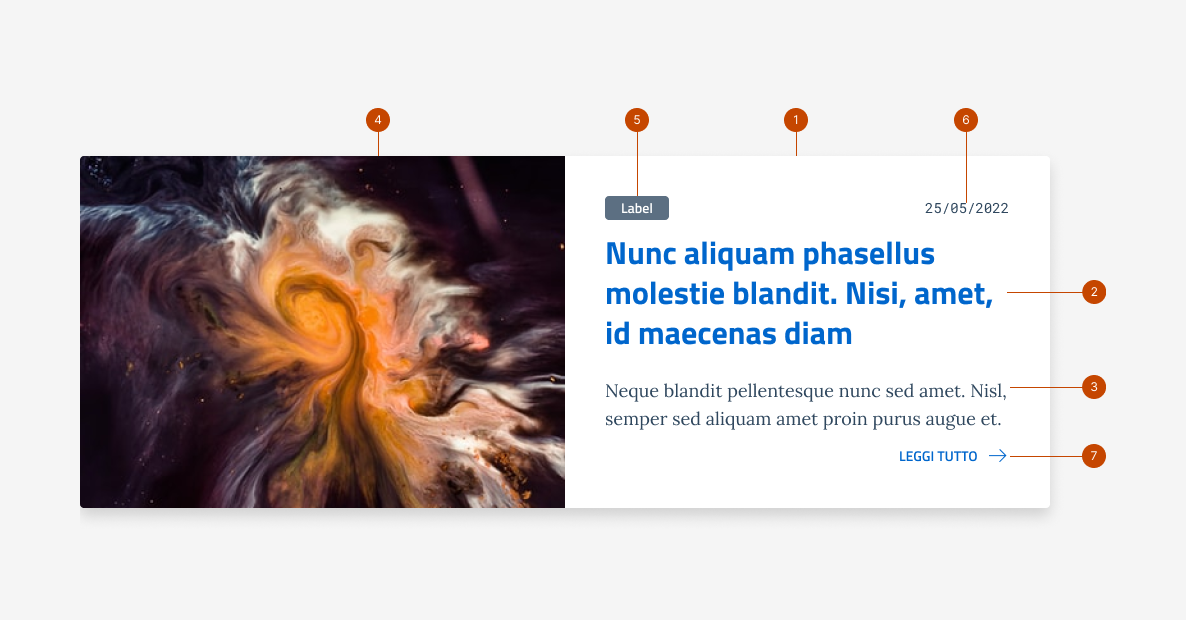 4
5
1
6
Label
25/05/2022
Nunc aliquam phasellus
molestie blandit. Nisi, amet,
2
id maecenas diam
Neque blandit pellentesque nunc sed amet. Nisl,
3
semper sed aliquam amet proin purus augue et.
LEGGI TUTTO
7